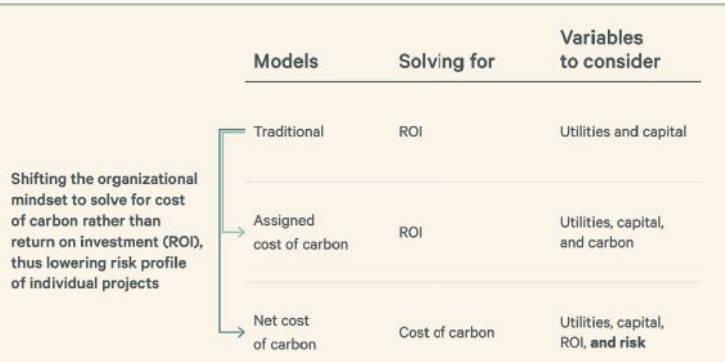 Models
Solving for
Variables
to consider
Traditional
ROI
Utilities and capital
Shifting the organizational
mindset to solve for cost
of carbon rather than
return on investment (ROI),
thus lowering risk profile
of individual projects
Assigned
cost of carbon
ROI
Utilities, capital,
and carbon
Net cost
of carbon
Cost of carbon
Utilities, capital,
ROI, and risk